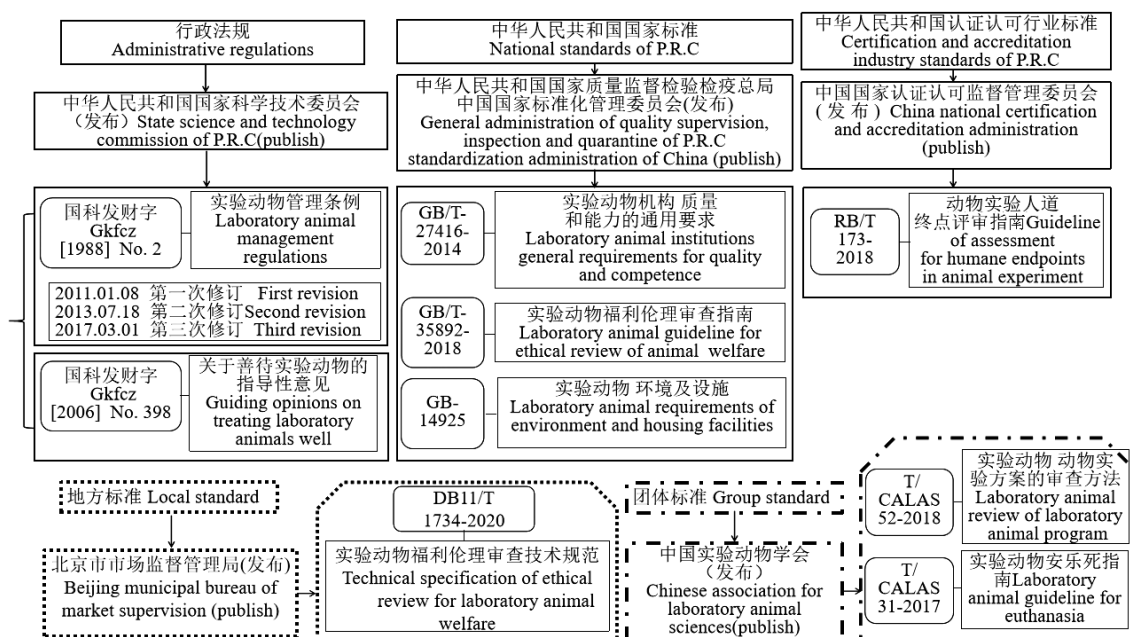 行政法规
Administrative regulations
中华人民共和国国家科学技术委员会
（发布）State science and technology
commission of P.R.C(publish)
国科发财字
Gkfcz
[1988] No. 2
实验动物管理条例
Laboratory animal
management
regulations
2011.01.08 第一次修订 First revision
2013.07.18 第二次修订Second revision
2017.03.01 第三次修订 Third revision
国科发财字
Gkfcz
[2006] No. 398
关于善待实验动物的
指导性意见
Guiding opinions on
treating laboratory
animals well
中华人民共和国国家标准
National standards of P.R.C
中华人民共和国国家质量监督检验检疫总局
中国国家标准化管理委员会(发布)
General administration of quality supervision,
inspection and quarantine of P.R.C
standardization administration of China (publish)
GB/T-
27416-
2014
实验动物机构 质量
和能力的通用要求
Laboratory animal institutions
general requirements for quality
and competence
GB/T-
35892-
2018
实验动物福利伦理审查指南
Laboratory animal guideline for
ethical review of animal welfare
GB-
14925
实验动物 环境及设施
Laboratory animal requirements of
environment and housing facilities
中华人民共和国认证认可行业标准
Certification and accreditation
industry standards of P.R.C
中国国家认证认可监督管理委员会
( 发 布 ) China national certification
and accreditation administration
(publish)
RB/T
173-
2018
动物实验人道
终点评审指南Guideline
of assessment
for humane endpoints
in animal experiment
地方标准 Local standard
北京市市场监督管理局(发布)
Beijing municipal bureau of
market supervision (publish)
DB11/T
1734-2020
实验动物福利伦理审查技术规范
Technical specification of ethical
review for laboratory animal
welfare
团体标准 Group standard
中国实验动物学会
（发布）
Chinese association for
laboratory animal
sciences(publish)
T/
CALAS
52-2018
实验动物 动物实
验方案的审查方法
Laboratory animal
review of laboratory
animal program
T/
CALAS
31-2017
实验动物安乐死指
南Laboratory
animal guideline for
euthanasia